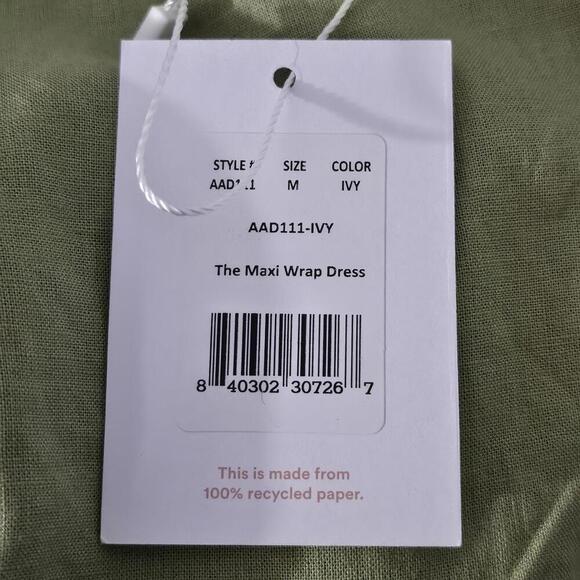 STYLE # SIZE COLOR
AAD111 M IVY
AAD111-IVY
The Maxi Wrap Dress
8 40302 30726 7
This is made from
100% recycled paper.